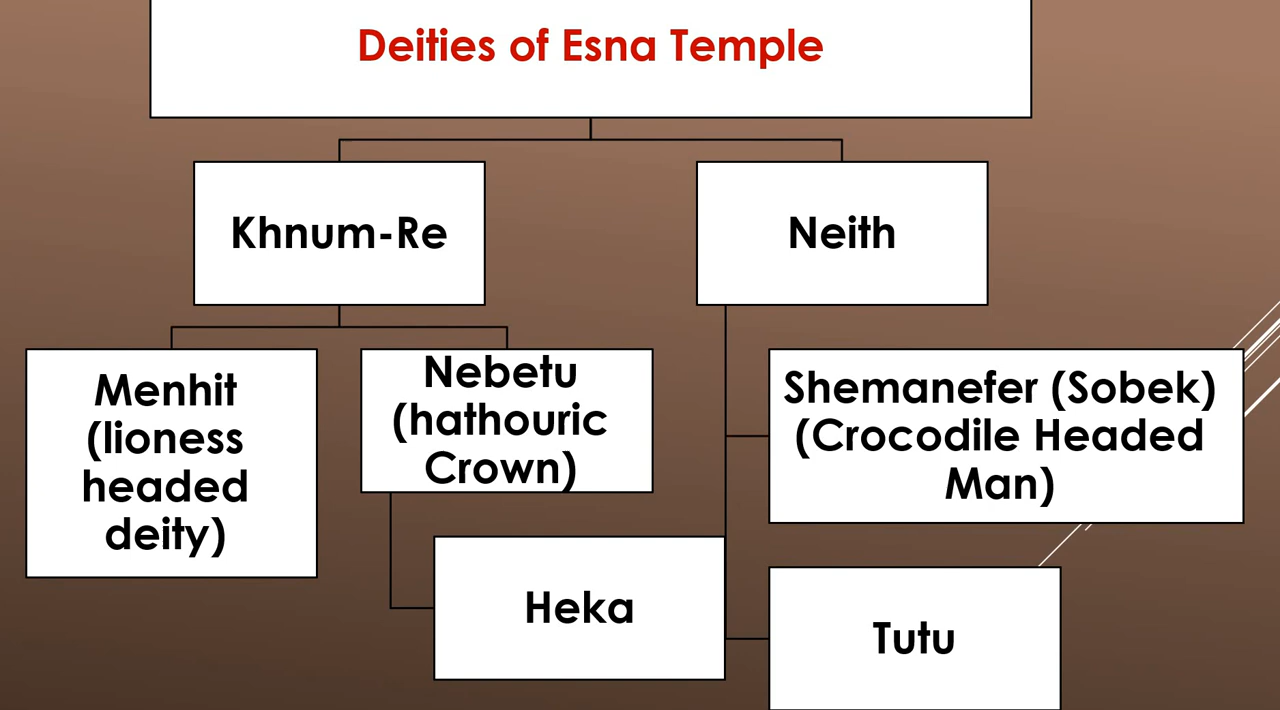 Deities of Esna Temple
Khnum-Re
Neith
Menhit
(lioness
headed
deity)
Nebetu
(hathouric
Crown)
Shemanefer (Sobek)
(Crocodile Headed
Man)
Heka
Tutu